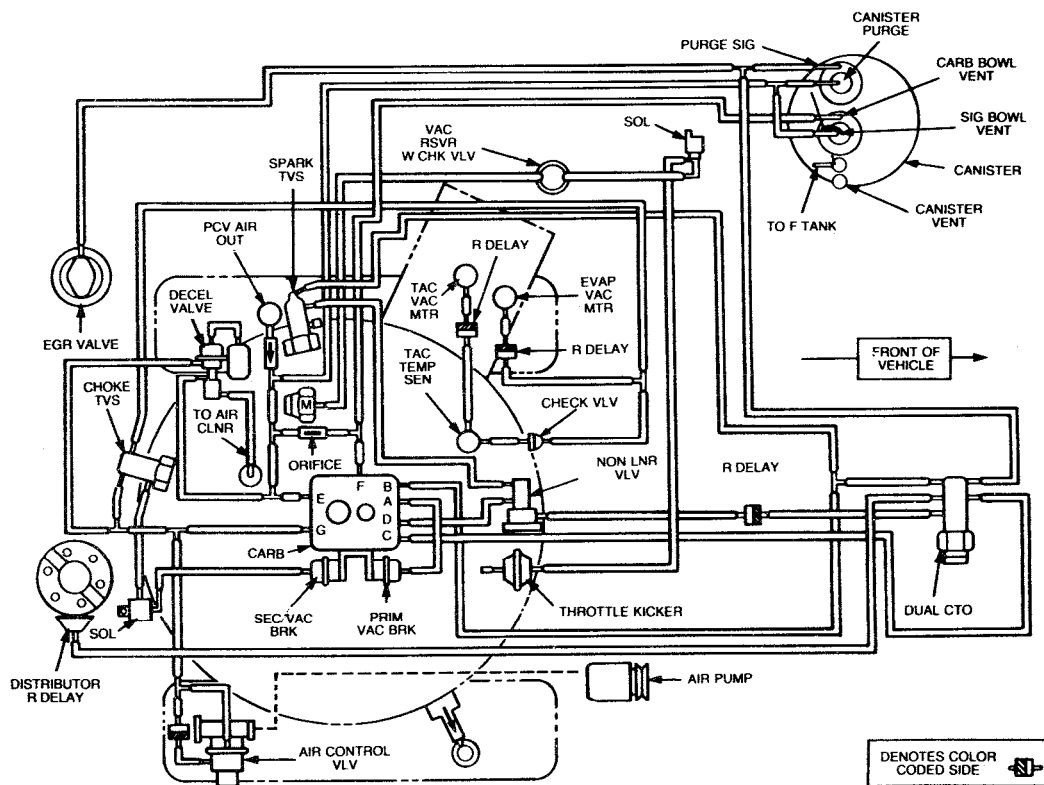 CANISTER
PURGE
PURGE SIG
CARB BOWL
VENT
SOL
VAC
RSVR
W CHK VLV
SIG BOWL
VENT
SPARK
TVS
CANISTER
PCV AIR
OUT
TO F TANK
CANISTER
VENT
R DELAY
DECEL
VALVE
TAC
VAC
MTR
EVAP
VAC
MTR
EGR VALVE
R DELAY
FRONT OF
VEHICLE
CHOKE
TVS
TAC
TEMP
SEN
M
CHECK VLV
TO AIR
CLNR
ORIFICE
NON LNR
VLV
R DELAY
F
B
E
A
D
G
C
CARB
SOL
SEC VAC
BRK
PRIM
VAC BRK
THROTTLE KICKER
DUAL CTO
DISTRIBUTOR
R DELAY
AIR PUMP
AIR CONTROL
VLV
DENOTES COLOR
CODED SIDE